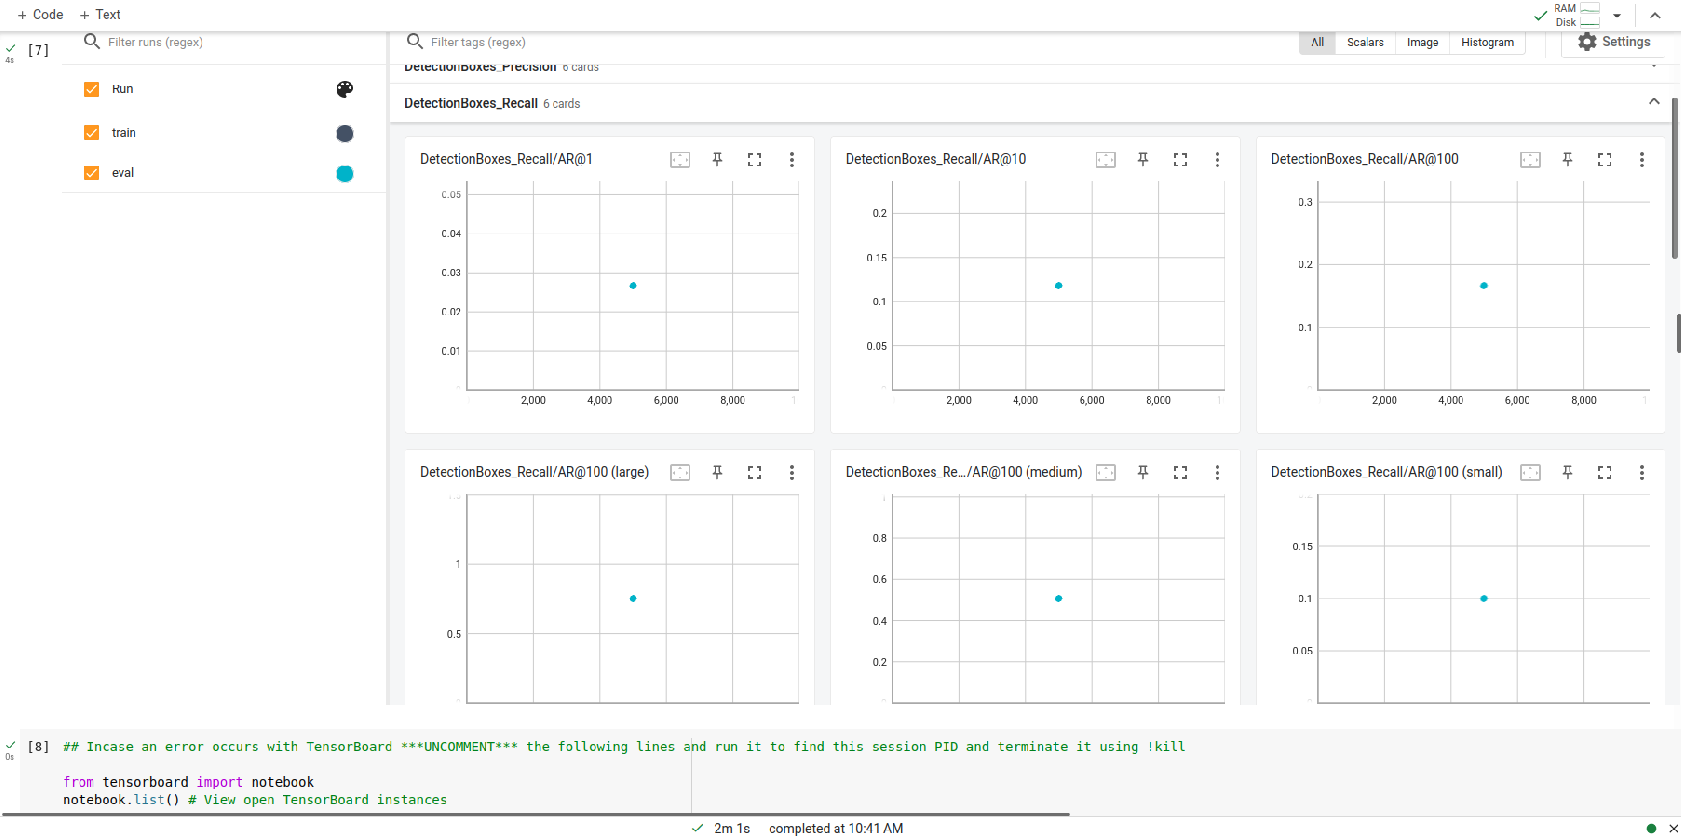 + Code + Text
RAM
Disk
[7]
4s
Filter runs (regex)
Filter tags (regex)
All Scalars Image Histogram
Settings
DetectionBoxes_Precision 6 cards
Run
train
eval
DetectionBoxes_Recall 6 cards
DetectionBoxes_Recall/AR@1
0.05
0.04
0.03
0.02
0.01
2,000 4,000 6,000 8,000 1
DetectionBoxes_Recall/AR@10
0.2
0.15
0.1
0.05
2,000 4,000 6,000 8,000 1
DetectionBoxes_Recall/AR@100
0.3
0.2
0.1
2,000 4,000 6,000 8,000 1
DetectionBoxes_Recall/AR@100 (large)
1
0.5
DetectionBoxes_Re.../AR@100 (medium)
0.8
0.6
0.4
0.2
DetectionBoxes_Recall/AR@100 (small)
0.15
0.1
0.05
[8]
0s
## Incase an error occurs with TensorBoard ***UNCOMMENT*** the following lines and run it to find this session PID and terminate it using !kill
from tensorboard import notebook
notebook.list() # View open TensorBoard instances
2m 1s completed at 10:41 AM